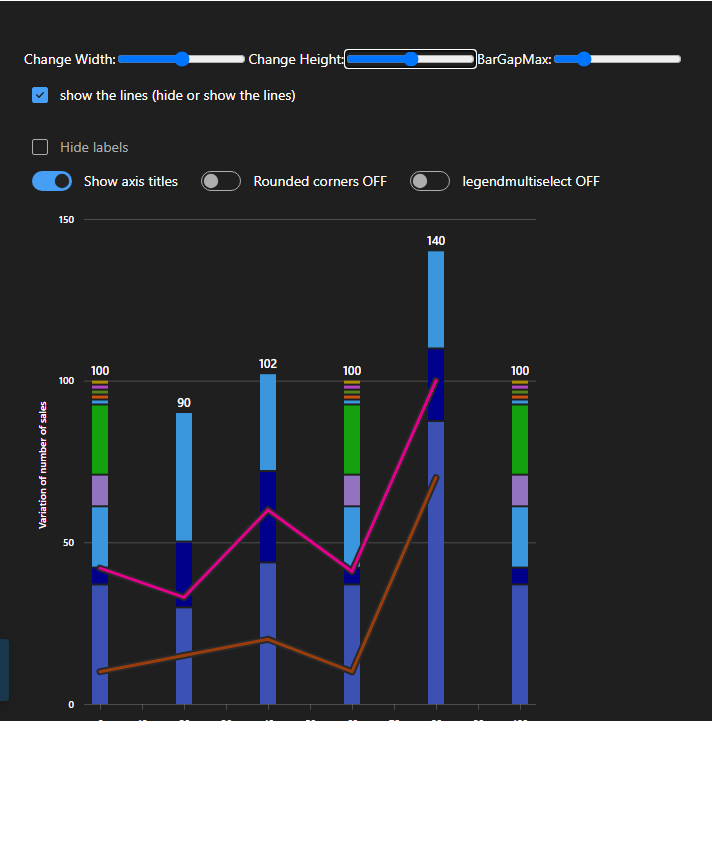 Change Width: Change Height: BarGapMax:
show the lines (hide or show the lines)
Hide labels
Show axis titles Rounded corners OFF legendmultiselect OFF
150
140
102
100 100 100 100
90
Variation of number of sales
50
0